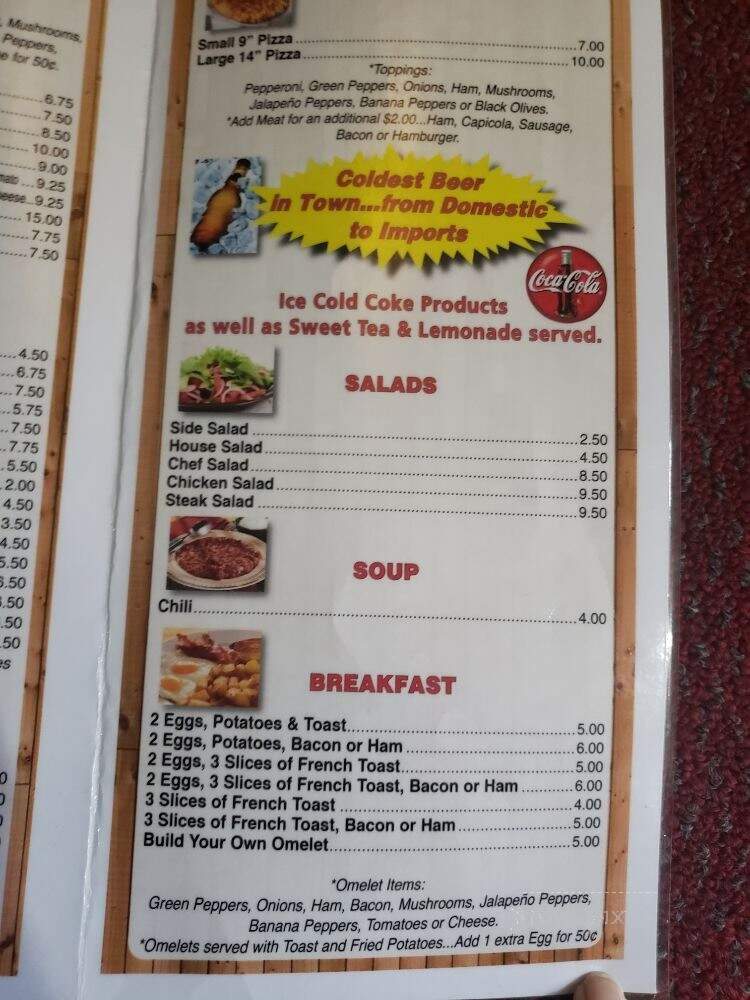 Mushrooms,
Peppers,
e for 50¢.
6.75
7.50
8.50
10.00
9.00
9.25
9.25
15.00
7.75
7.50
4.50
6.75
7.50
5.75
7.50
7.75
5.50
2.00
4.50
3.50
4.50
5.50
.50
.50
.50
.50
Small 9" Pizza 7.00
Large 14" Pizza 10.00
*Toppings:
Pepperoni, Green Peppers, Onions, Ham, Mushrooms,
Jalapeño Peppers, Banana Peppers or Black Olives.
*Add Meat for an additional $2.00...Ham, Capicola, Sausage,
Bacon or Hamburger.
Coldest Beer
in Town...from Domestic
to Imports
Coca-Cola
Ice Cold Coke Products
as well as Sweet Tea & Lemonade served.
SALADS
Side Salad 2.50
House Salad 4.50
Chef Salad 8.50
Chicken Salad 9.50
Steak Salad 9.50
SOUP
Chili 4.00
BREAKFAST
2 Eggs, Potatoes & Toast 5.00
2 Eggs, Potatoes, Bacon or Ham 6.00
2 Eggs, 3 Slices of French Toast 5.00
2 Eggs, 3 Slices of French Toast, Bacon or Ham 6.00
3 Slices of French Toast 4.00
3 Slices of French Toast, Bacon or Ham 5.00
Build Your Own Omelet 5.00
*Omelet Items:
Green Peppers, Onions, Ham, Bacon, Mushrooms, Jalapeño Peppers,
Banana Peppers, Tomatoes or Cheese.
*Omelets served with Toast and Fried Potatoes...Add 1 extra Egg for 50¢